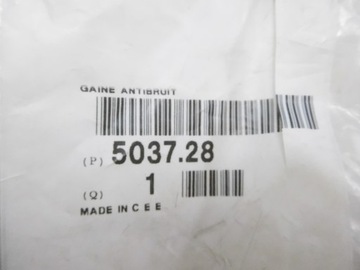 GAINE ANTIBRUIT
(P) 5037.28
(Q) 1
MADE IN C E E